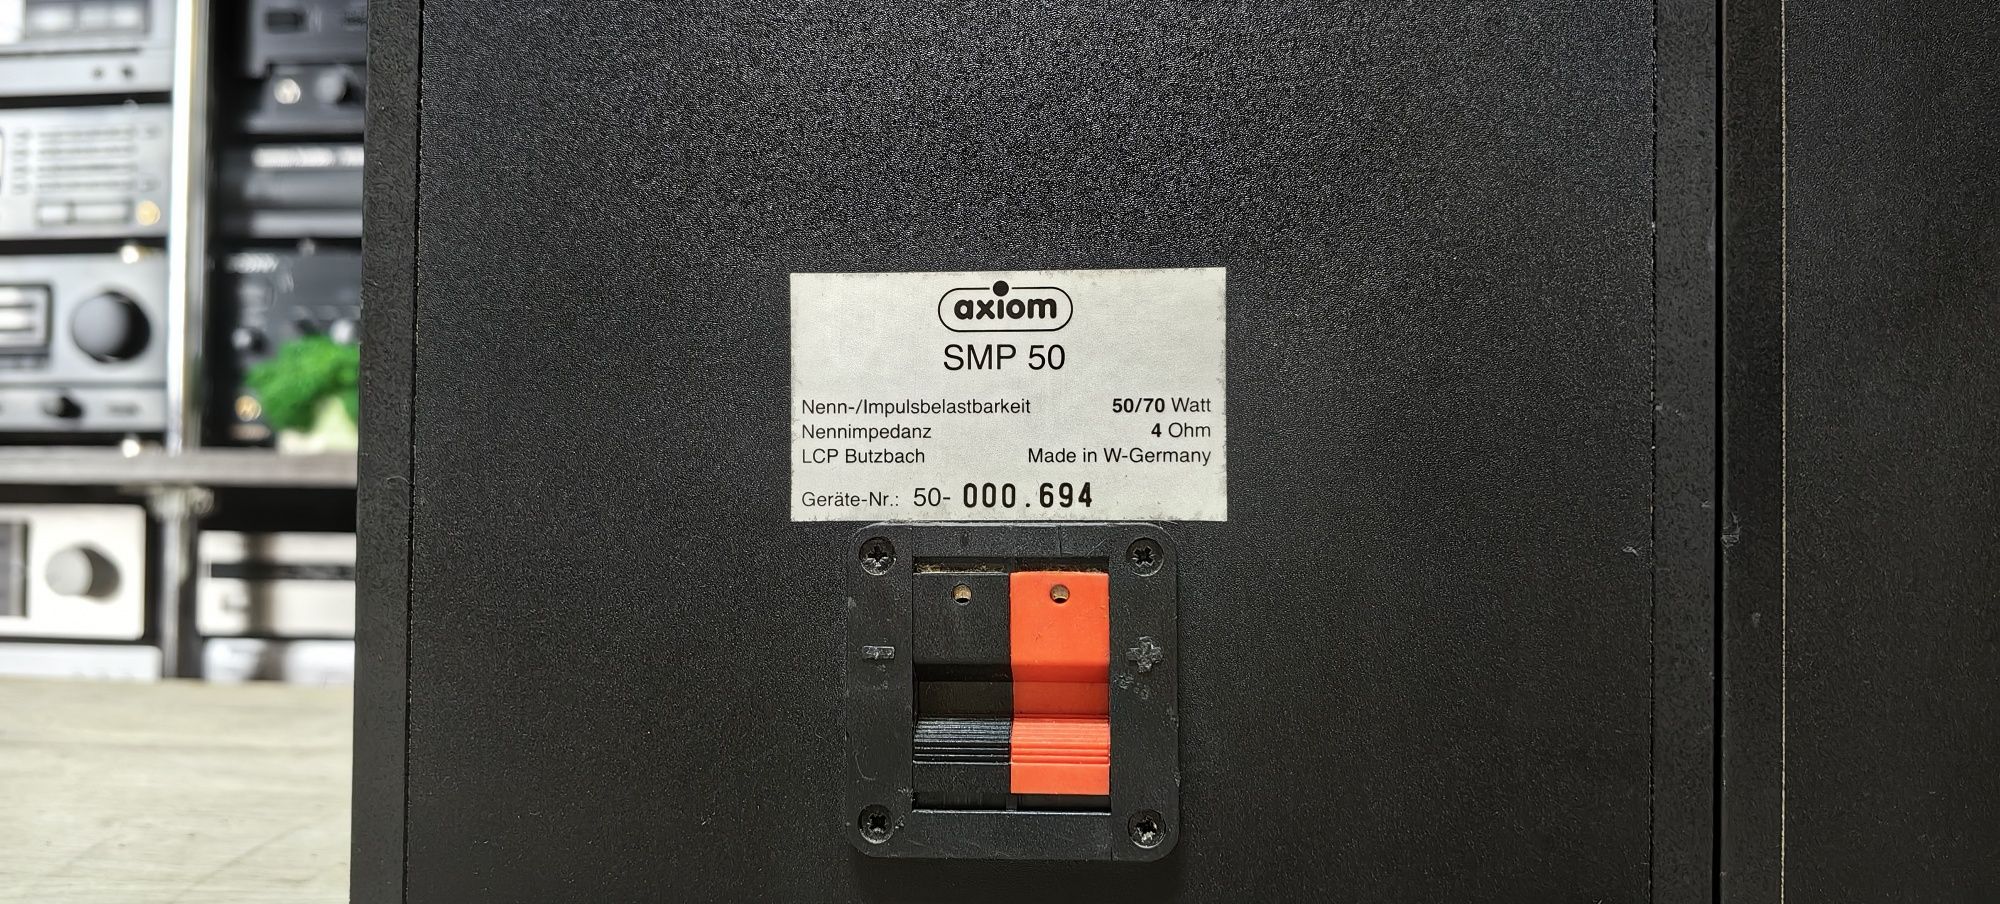 axiom
SMP 50
Nenn-/Impulsbelastbarkeit 50/70 Watt
Nennimpedanz 4 Ohm
LCP Butzbach Made in W-Germany
Geräte-Nr.: 50- 000.694
- +